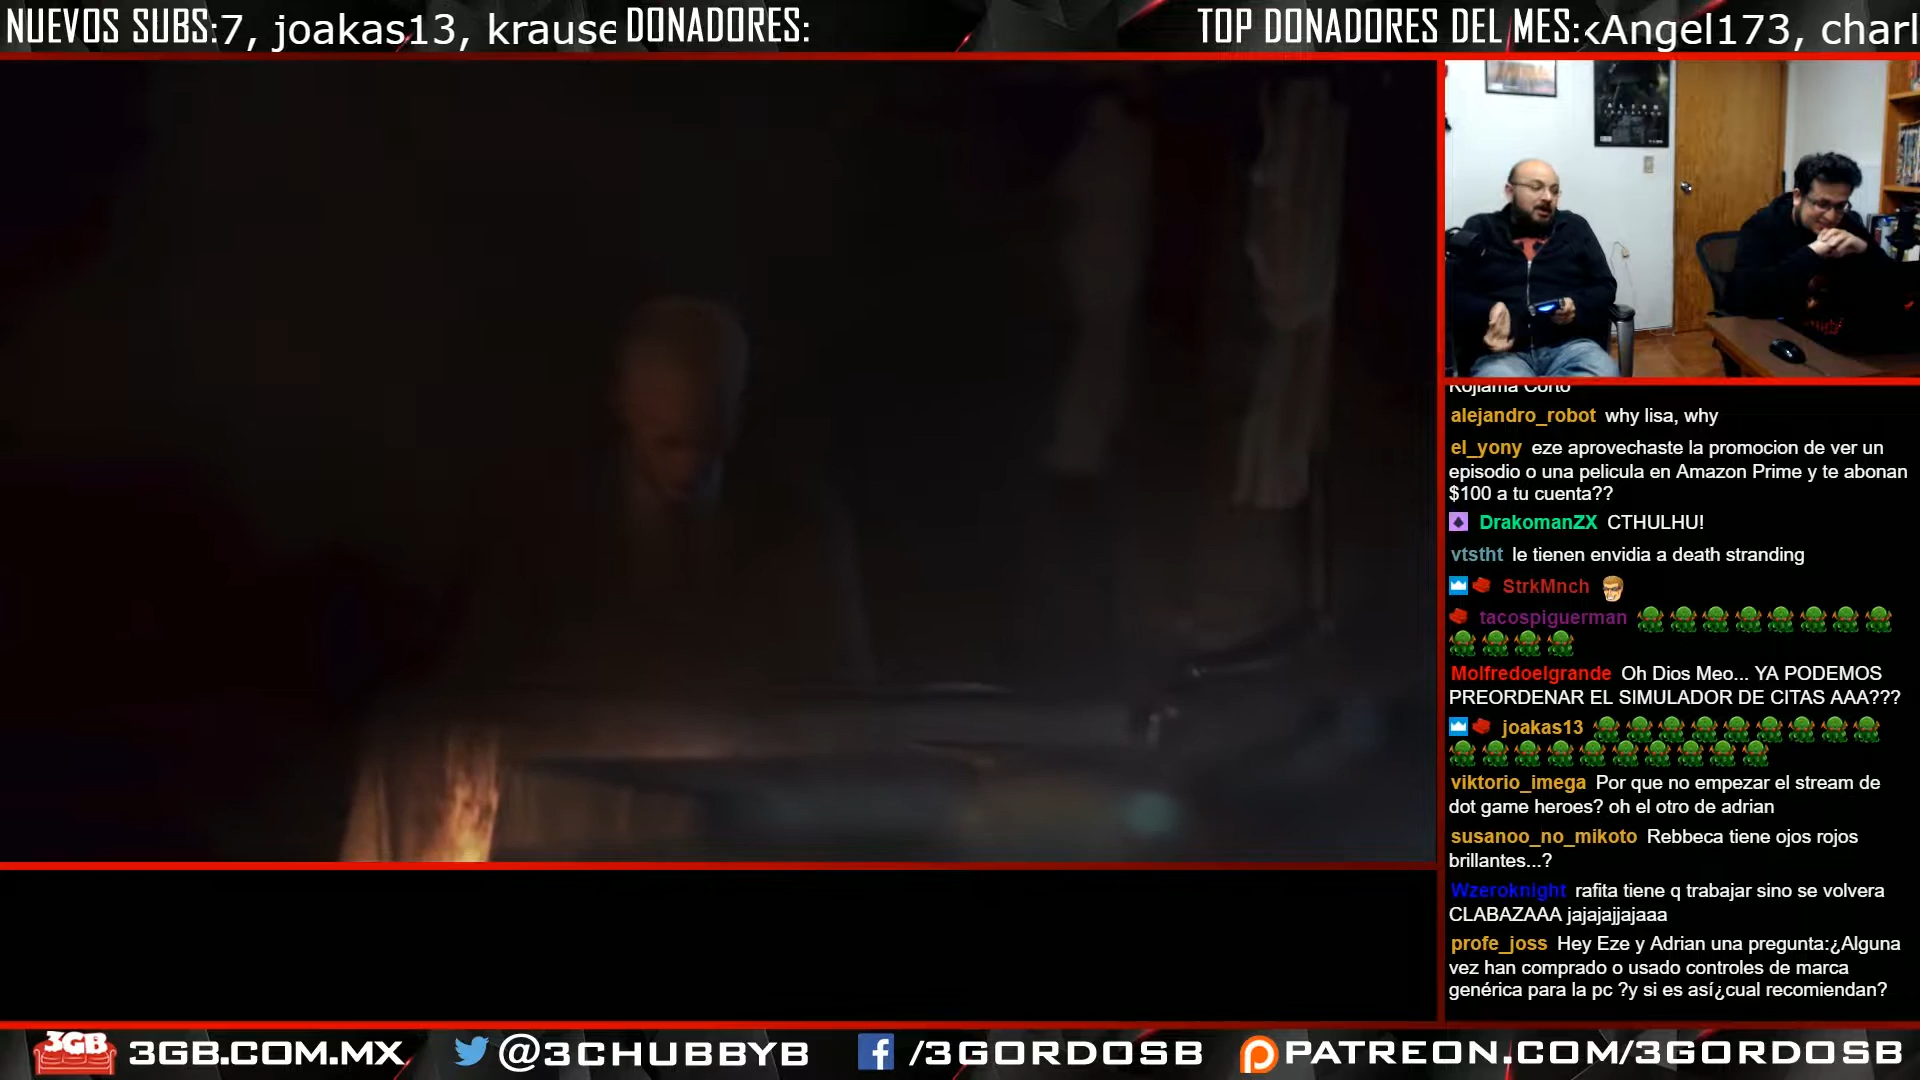 NUEVOS SUBS:7, joakas13, krause DONADORES: TOP DONADORES DEL MES:kAngel173, charl
Kojiama Corto
alejandro_robot why lisa, why
el_yony eze aprovechaste la promocion de ver un
episodio o una pelicula en Amazon Prime y te abonan
$100 a tu cuenta??
DrakomanZX CTHULHU!
vtstht le tienen envidia a death stranding
StrkMnch
tacospiguerman
Molfredoelgrande Oh Dios Meo... YA PODEMOS
PREORDENAR EL SIMULADOR DE CITAS AAA???
joakas13
viktorio_imega Por que no empezar el stream de
dot game heroes? oh el otro de adrian
susanoo_no_mikoto Rebbeca tiene ojos rojos
brillantes...?
Wzeroknight rafita tiene q trabajar sino se volvera
CLABAZAAA jajajajjajaaa
profe_joss Hey Eze y Adrian una pregunta:¿Alguna
vez han comprado o usado controles de marca
genérica para la pc ?y si es así¿cual recomiendan?
3GB 3GB.COM.MX @3CHUBBYB /3GORDOSB PATREON.COM/3GORDOSB